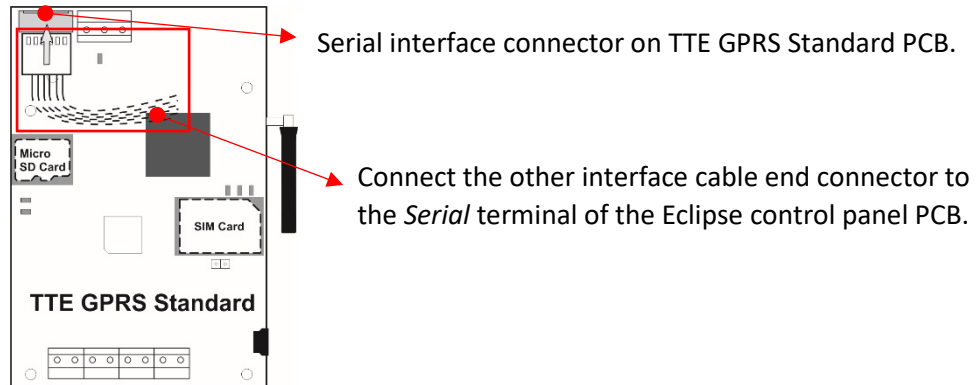 Serial interface connector on TTE GPRS Standard PCB.
Micro
SD Card
Connect the other interface cable end connector to
the Serial terminal of the Eclipse control panel PCB.
SIM Card
TTE GPRS Standard